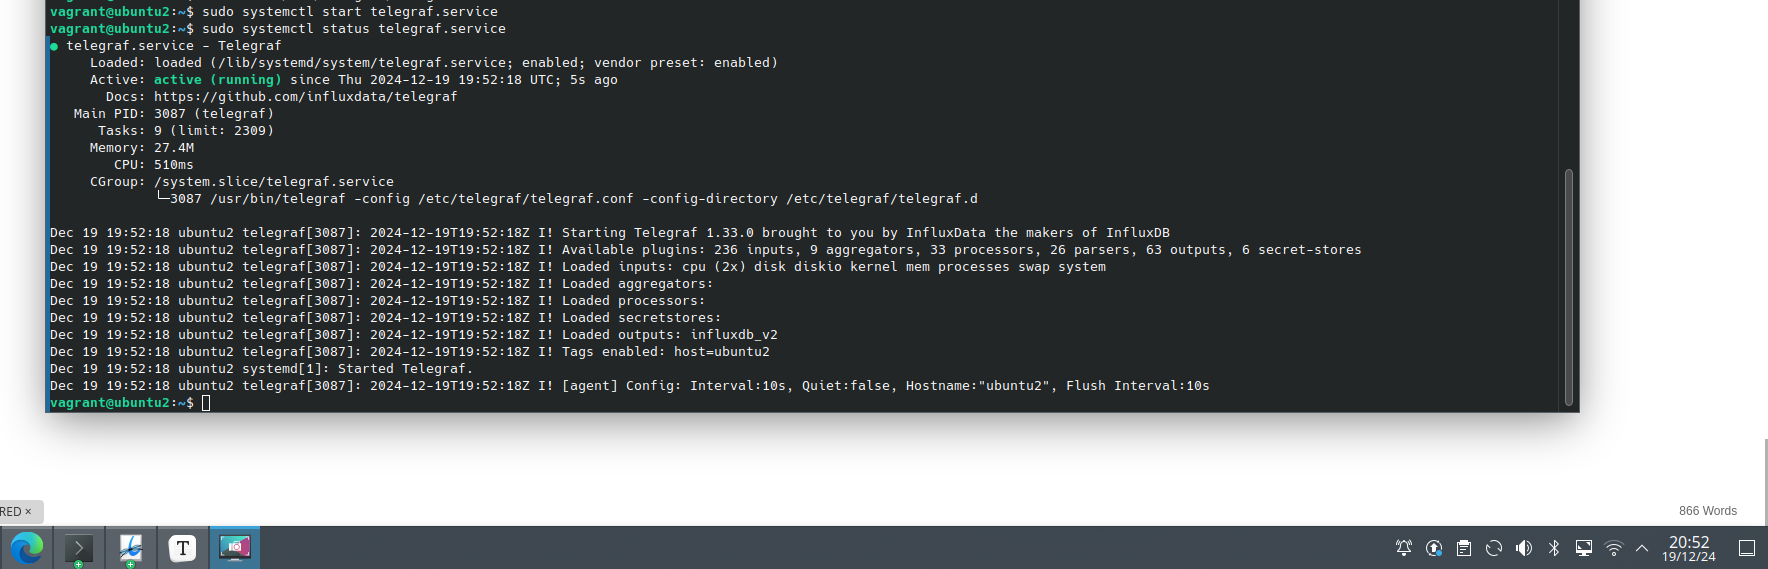 vagrant@ubuntu2:~$ sudo systemctl start telegraf.service
vagrant@ubuntu2:~$ sudo systemctl status telegraf.service
● telegraf.service - Telegraf
Loaded: loaded (/lib/systemd/system/telegraf.service; enabled; vendor preset: enabled)
Active: active (running) since Thu 2024-12-19 19:52:18 UTC; 5s ago
Docs: https://github.com/influxdata/telegraf
Main PID: 3087 (telegraf)
Tasks: 9 (limit: 2309)
Memory: 27.4M
CPU: 510ms
CGroup: /system.slice/telegraf.service
└─3087 /usr/bin/telegraf -config /etc/telegraf/telegraf.conf -config-directory /etc/telegraf/telegraf.d
Dec 19 19:52:18 ubuntu2 telegraf[3087]: 2024-12-19T19:52:18Z I! Starting Telegraf 1.33.0 brought to you by InfluxData the makers of InfluxDB
Dec 19 19:52:18 ubuntu2 telegraf[3087]: 2024-12-19T19:52:18Z I! Available plugins: 236 inputs, 9 aggregators, 33 processors, 26 parsers, 63 outputs, 6 secret-stores
Dec 19 19:52:18 ubuntu2 telegraf[3087]: 2024-12-19T19:52:18Z I! Loaded inputs: cpu (2x) disk diskio kernel mem processes swap system
Dec 19 19:52:18 ubuntu2 telegraf[3087]: 2024-12-19T19:52:18Z I! Loaded aggregators:
Dec 19 19:52:18 ubuntu2 telegraf[3087]: 2024-12-19T19:52:18Z I! Loaded processors:
Dec 19 19:52:18 ubuntu2 telegraf[3087]: 2024-12-19T19:52:18Z I! Loaded secretstores:
Dec 19 19:52:18 ubuntu2 telegraf[3087]: 2024-12-19T19:52:18Z I! Loaded outputs: influxdb_v2
Dec 19 19:52:18 ubuntu2 telegraf[3087]: 2024-12-19T19:52:18Z I! Tags enabled: host=ubuntu2
Dec 19 19:52:18 ubuntu2 systemd[1]: Started Telegraf.
Dec 19 19:52:18 ubuntu2 telegraf[3087]: 2024-12-19T19:52:18Z I! [agent] Config: Interval:10s, Quiet:false, Hostname:"ubuntu2", Flush Interval:10s
vagrant@ubuntu2:~$
RED ×
866 Words
T
20:52
19/12/24